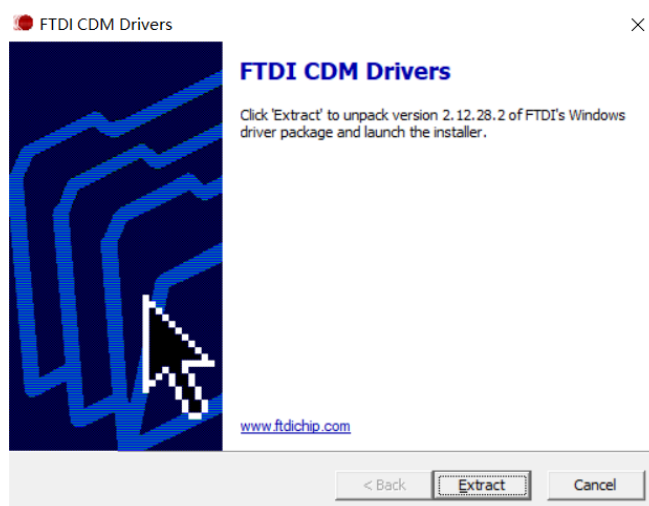 FTDI CDM Drivers
FTDI CDM Drivers
Click 'Extract' to unpack version 2.12.28.2 of FTDI's Windows
driver package and launch the installer.
www.ftdichip.com
< Back Extract Cancel